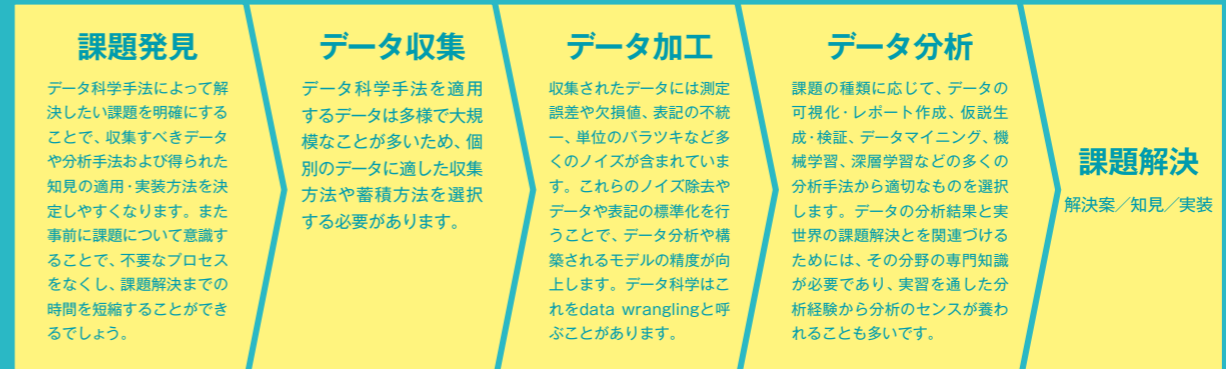 課題発見
データ科学手法によって解
決したい課題を明確にする
ことで、収集すべきデータ
や分析手法および得られた
知見の適用・実装方法を決
定しやすくなります。また
事前に課題について意識す
ることで、不要なプロセス
をなくし、課題解決までの
時間を短縮することができ
るでしょう。
データ収集
データ科学手法を適用
するデータは多様で大規
模なことが多いため、個
別のデータに適した収集
方法や蓄積方法を選択
する必要があります。
データ加工
収集されたデータには測定
誤差や欠損値、表記の不統
一、単位のバラツキなど多
くのノイズが含まれていま
す。これらのノイズ除去や
データや表記の標準化を行
うことで、データ分析や構
築されるモデルの精度が向
上します。データ科学はこ
れをdata wranglingと呼
ぶことがあります。
データ分析
課題の種類に応じて、データの
可視化・レポート作成、仮説生
成・検証、データマイニング、機
械学習、深層学習などの多くの
分析手法から適切なものを選択
します。データの分析結果と実
世界の課題解決とを関連づける
ためには、その分野の専門知識
が必要であり、実習を通した分
析経験から分析のセンスが養わ
れることも多いです。
課題解決
解決案／知見／実装